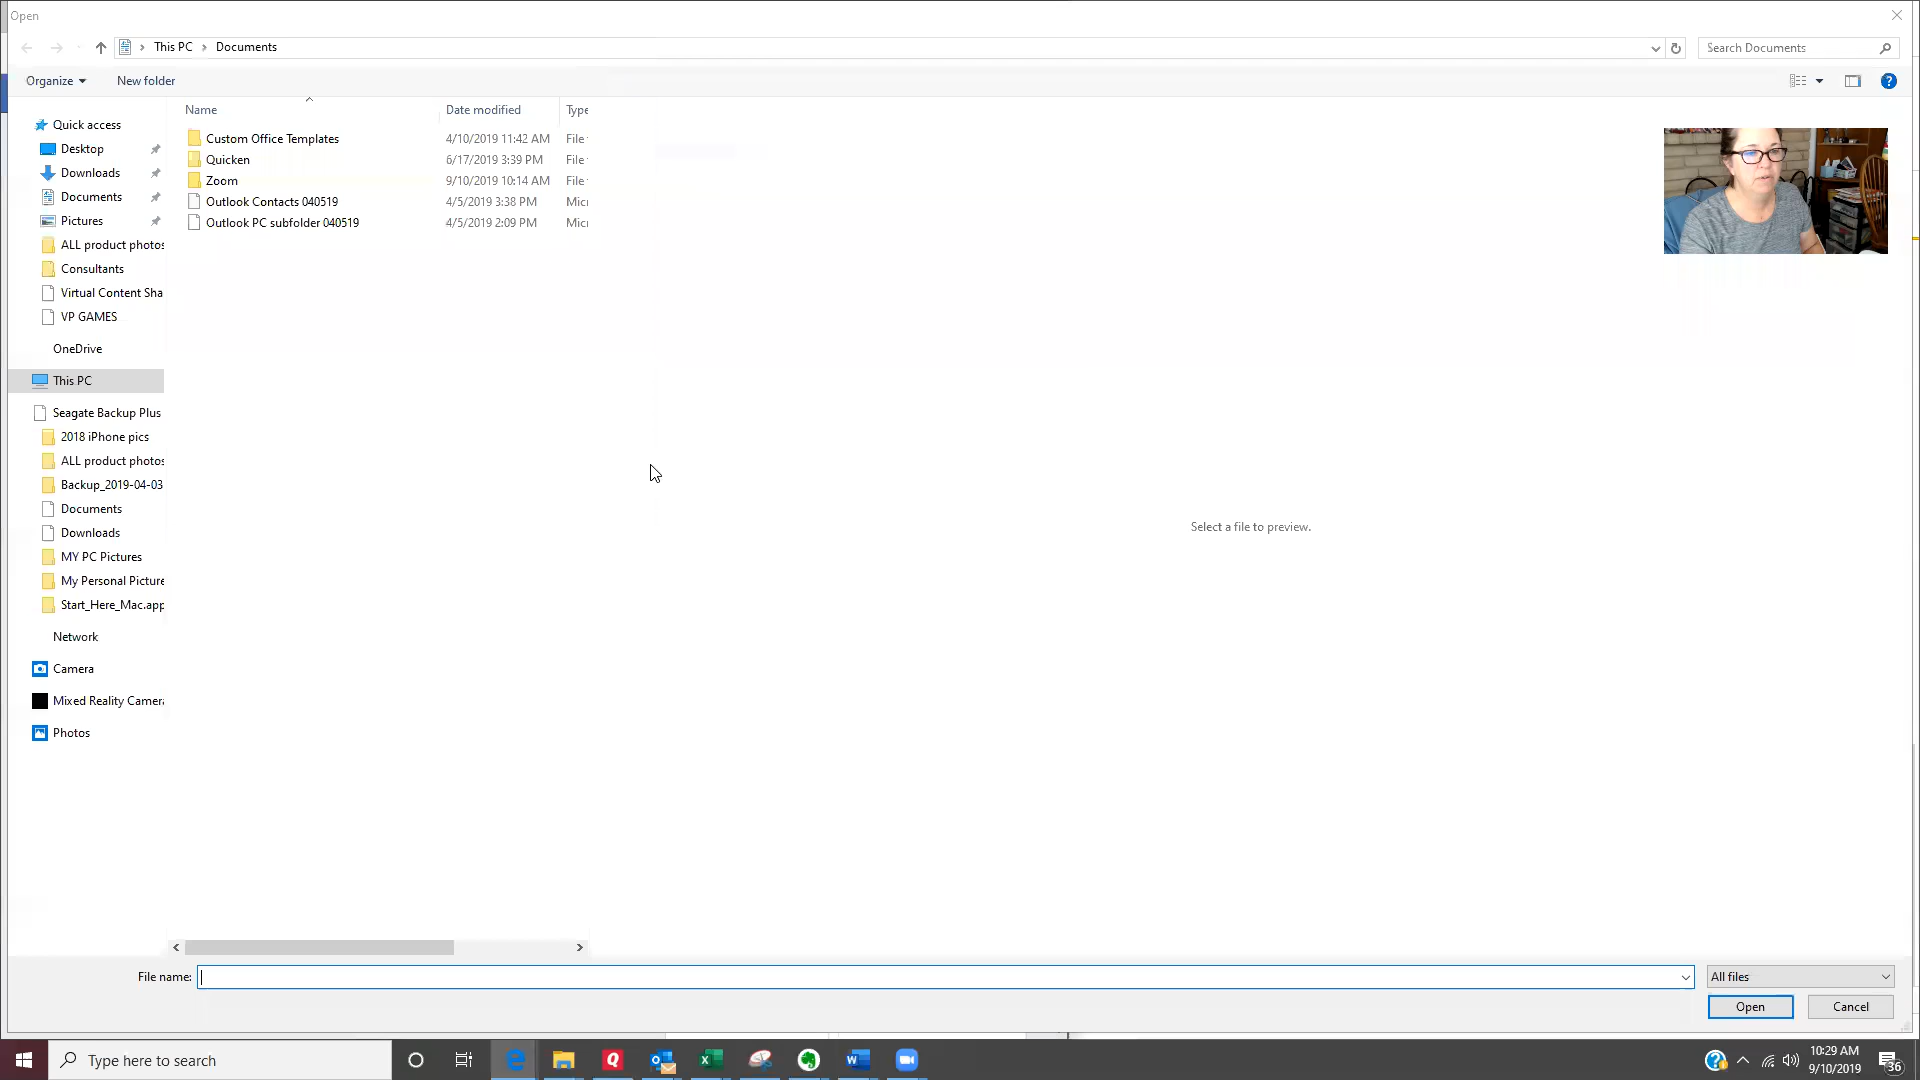 Open
This PC > Documents
Search Documents
Organize
New folder
Name
Date modified
Type
Custom Office Templates 4/10/2019 11:42 AM File
Quicken 6/17/2019 3:39 PM File
Zoom 9/10/2019 10:14 AM File
Outlook Contacts 040519 4/5/2019 3:38 PM Micr
Outlook PC subfolder 040519 4/5/2019 2:09 PM Micr
Quick access
Desktop
Downloads
Documents
Pictures
ALL product photos
Consultants
Virtual Content Sha
VP GAMES
OneDrive
This PC
Seagate Backup Plus
2018 iPhone pics
ALL product photos
Backup_2019-04-03
Documents
Downloads
MY PC Pictures
My Personal Picture
Start_Here_Mac.app
Network
Camera
Mixed Reality Camera
Photos
Select a file to preview.
File name:
All files
Open
Cancel
Type here to search
10:29 AM
9/10/2019
36